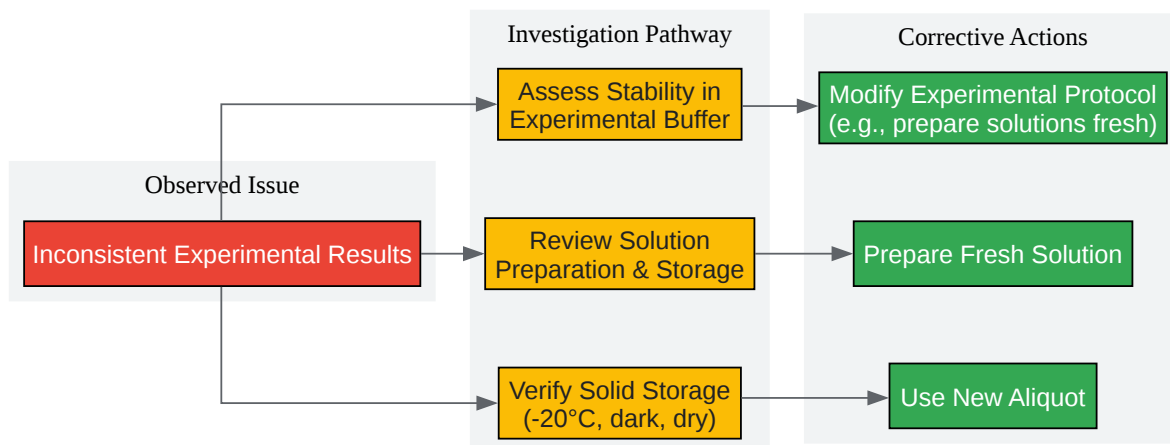 Investigation Pathway
Corrective Actions
Assess Stability in
Experimental Buffer
Modify Experimental Protocol
(e.g., prepare solutions fresh)
Observed Issue
Inconsistent Experimental Results
Review Solution
Preparation & Storage
Prepare Fresh Solution
Verify Solid Storage
(-20°C, dark, dry)
Use New Aliquot